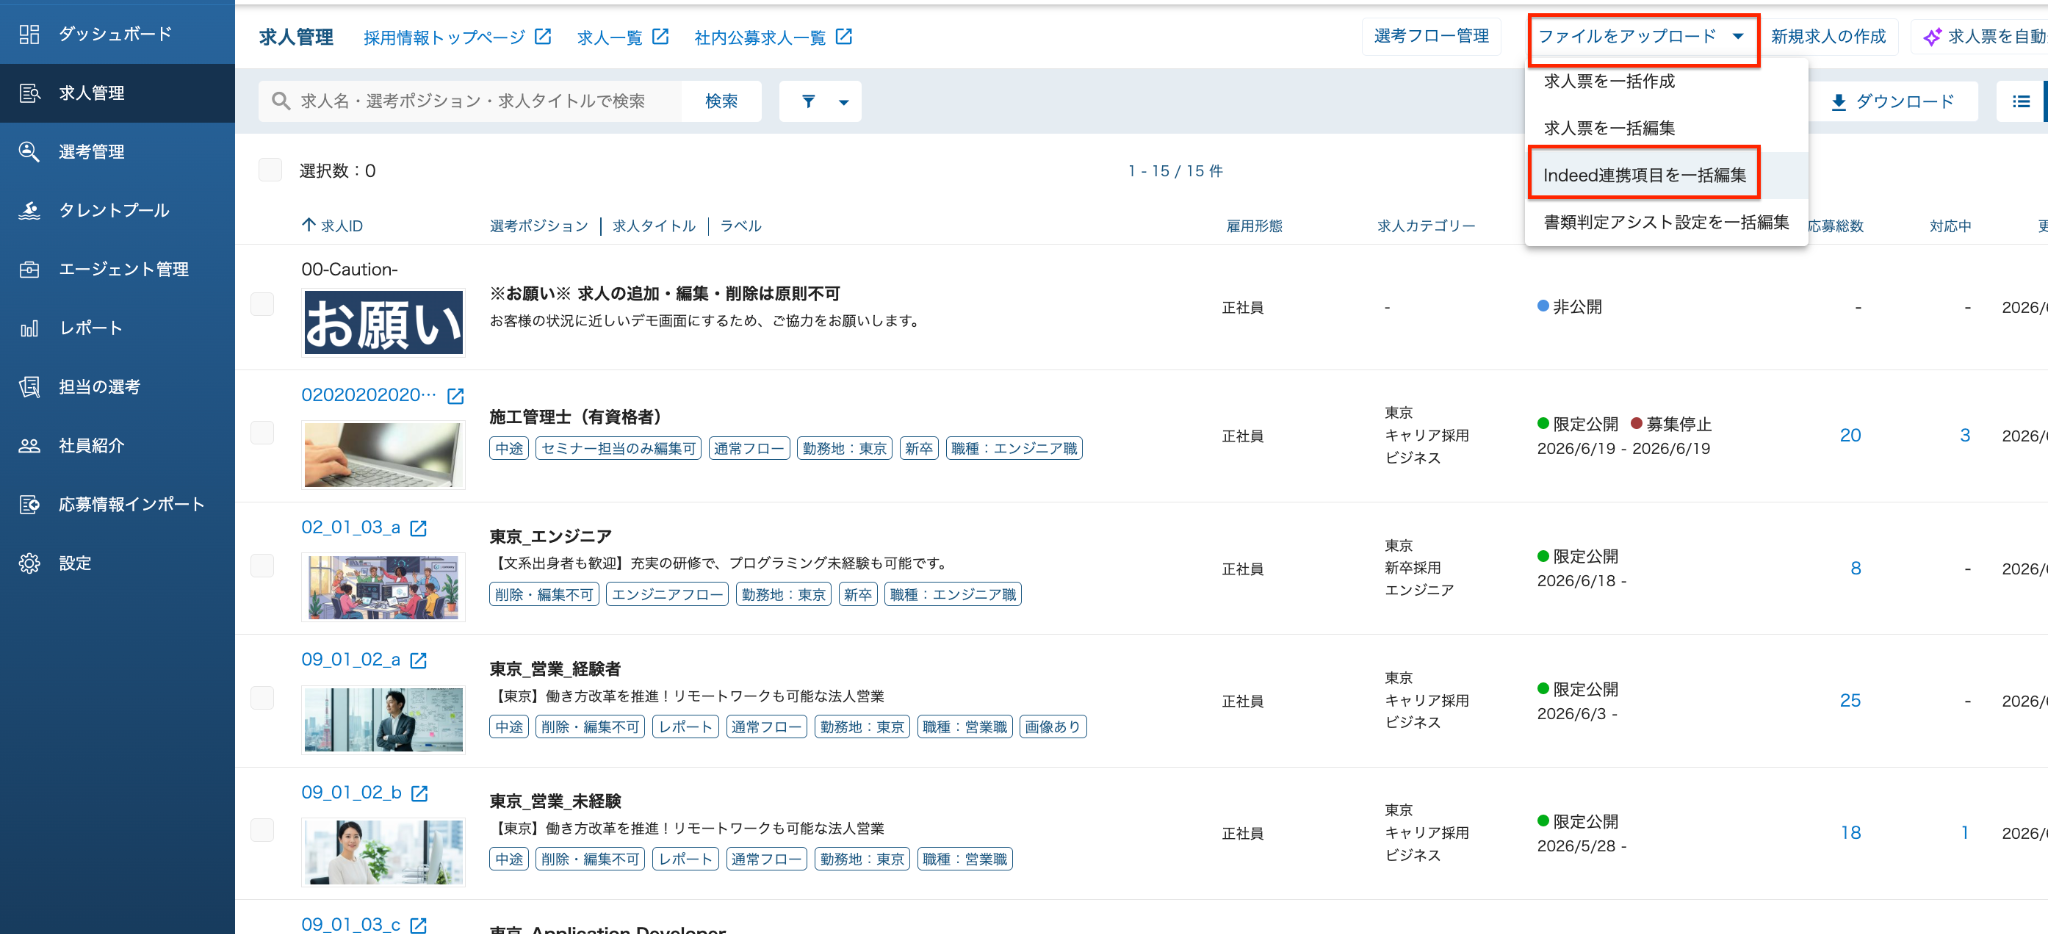 ダッシュボード
求人管理
選考管理
タレントプール
エージェント管理
レポート
担当の選考
社員紹介
応募情報インポート
設定
求人管理 採用情報トップページ 求人一覧 社内公募求人一覧 選考フロー管理 ファイルをアップロード 新規求人の作成 求人票を自動
求人名・選考ポジション・求人タイトルで検索 検索 ダウンロード
求人票を一括作成
求人票を一括編集
Indeed連携項目を一括編集
書類判定アシスト設定を一括編集
選択数：0 1 - 15 / 15 件
求人ID 選考ポジション 求人タイトル ラベル 雇用形態 求人カテゴリー 応募総数 対応中 更
00-Caution-
お願い
※お願い※ 求人の追加・編集・削除は原則不可
お客様の状況に近しいデモ画面にするため、ご協力をお願いします。
正社員 - 非公開 - - 2026/
02020202020…
施工管理士（有資格者）
中途 セミナー担当のみ編集可 通常フロー 勤務地：東京 新卒 職種：エンジニア職
正社員
東京
キャリア採用
ビジネス
限定公開 募集停止
2026/6/19 - 2026/6/19
20 3 2026/
02_01_03_a
東京_エンジニア
【文系出身者も歓迎】充実の研修で、プログラミング未経験も可能です。
削除・編集不可 エンジニアフロー 勤務地：東京 新卒 職種：エンジニア職
正社員
東京
新卒採用
エンジニア
限定公開
2026/6/18 -
8 - 2026/
09_01_02_a
東京_営業_経験者
【東京】働き方改革を推進！リモートワークも可能な法人営業
中途 削除・編集不可 レポート 通常フロー 勤務地：東京 職種：営業職 画像あり
正社員
東京
キャリア採用
ビジネス
限定公開
2026/6/3 -
25 - 2026/
09_01_02_b
東京_営業_未経験
【東京】働き方改革を推進！リモートワークも可能な法人営業
中途 削除・編集不可 レポート 通常フロー 勤務地：東京 職種：営業職
正社員
東京
キャリア採用
ビジネス
限定公開
2026/5/28 -
18 1 2026/
09_01_03_c
東京_Application Developer